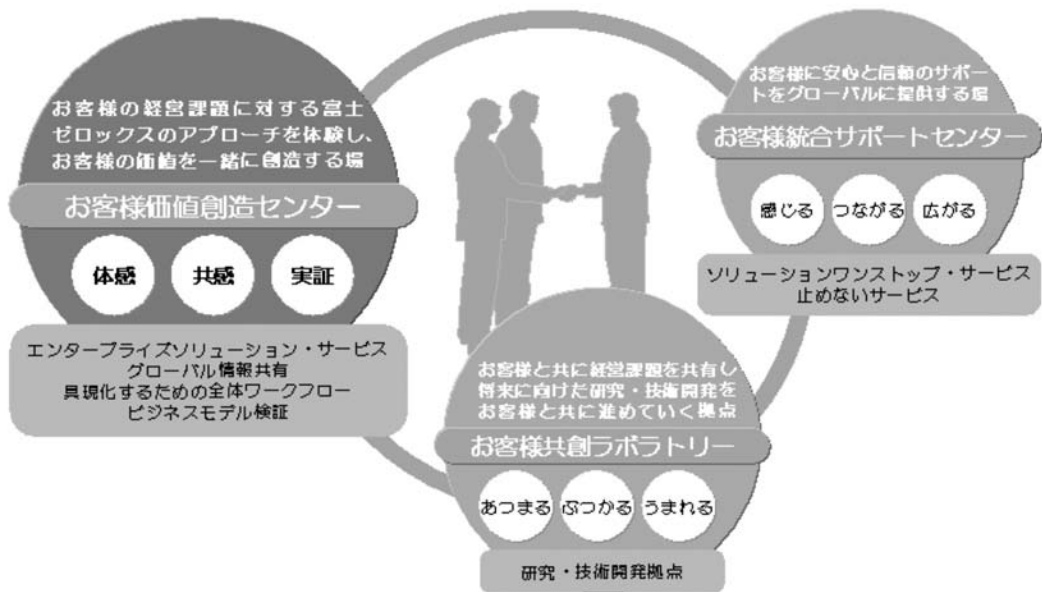 お客様の経営課題に対する富士
ゼロックスのアプローチを体験し、
お客様の価値を一緒に創造する場
お客様価値創造センター
体感
共感
実証
エンタープライズソリューション・サービス
グローバル情報共有
具現化するための全体ワークフロー
ビジネスモデル検証
お客様に安心と信頼のサポー
トをグローバルに提供する場
お客様統合サポートセンター
感じる
つながる
広がる
ソリューションワンストップ・サービス
止めないサービス
お客様と共に経営課題を共有し
将来に向けた研究・技術開発を
お客様と共に進めていく拠点
お客様共創ラボラトリー
あつまる
ぶつかる
うまれる
研究・技術開発拠点